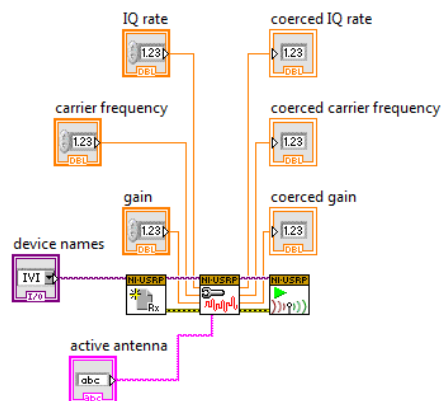 IQ rate
coerced IQ rate
1.23
DBL
1.23
DBL
carrier frequency
coerced carrier frequency
1.23
DBL
1.23
DBL
gain
coerced gain
1.23
DBL
1.23
DBL
device names
IVI
I/O
NI-USRP
Rx
NI-USRP
NI-USRP
active antenna
abc
abc